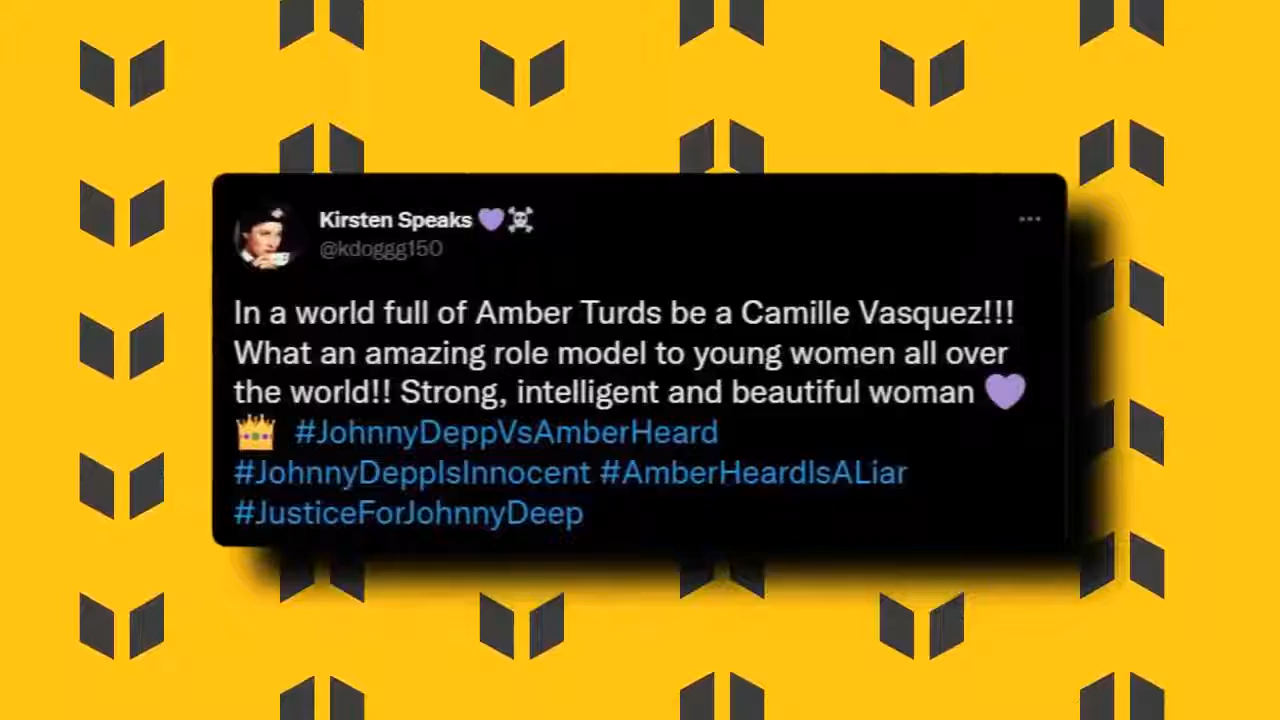 Kirsten Speaks 💜☠
@kdoggg150
In a world full of Amber Turds be a Camille Vasquez!!!
What an amazing role model to young women all over
the world!! Strong, intelligent and beautiful woman 💜
👑 #JohnnyDeppVsAmberHeard
#JohnnyDeppIsInnocent #AmberHeardIsALiar
#JusticeForJohnnyDeep